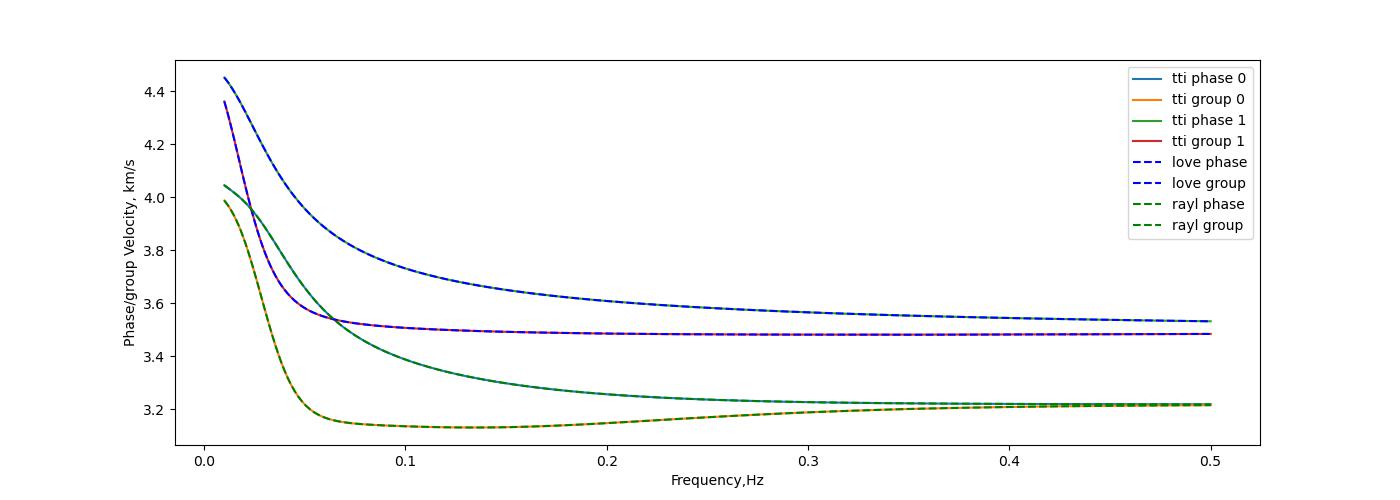 4.4
4.2
4.0
3.8
3.6
3.4
3.2
Phase/group Velocity, km/s
tti phase 0
tti group 0
tti phase 1
tti group 1
love phase
love group
rayl phase
rayl group
0.0 0.1 0.2 0.3 0.4 0.5
Frequency,Hz